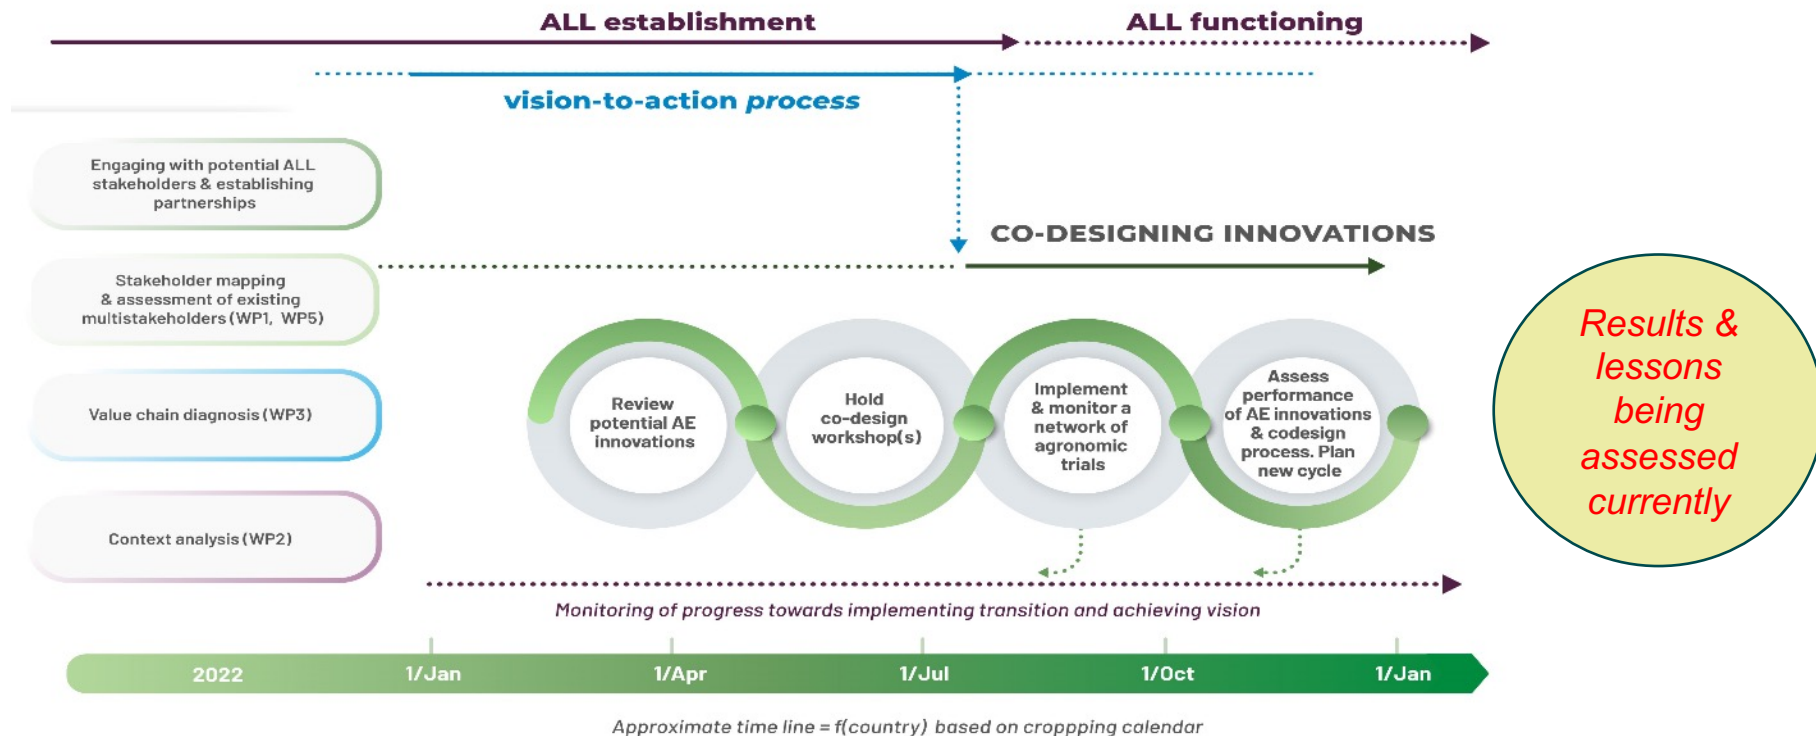 ALL establishment
ALL functioning
vision-to-action process
Engaging with potential ALL
stakeholders & establishing
partnerships
Stakeholder mapping
& assessment of existing
multistakeholders (WP1, WP5)
Value chain diagnosis (WP3)
Context analysis (WP2)
CO-DESIGNING INNOVATIONS
Review
potential AE
innovations
Hold
co-design
workshop(s)
Implement
& monitor a
network of
agronomic
trials
Assess
performance
of AE innovations
& codesign
process. Plan
new cycle
Results &
lessons
being
assessed
currently
Monitoring of progress towards implementing transition and achieving vision
2022
1/Jan
1/Apr
1/Jul
1/Oct
1/Jan
Approximate time line = f(country) based on croppping calendar